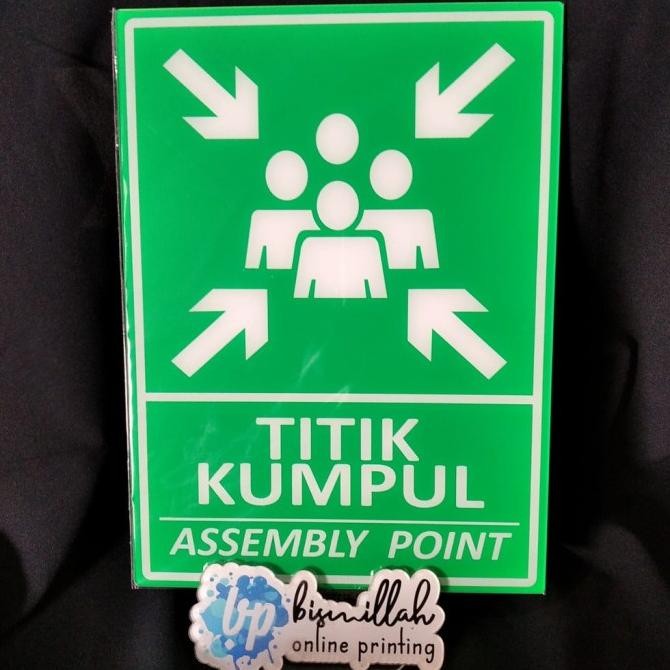 TITIK
KUMPUL
ASSEMBLY POINT
bp
bismillah
online printing